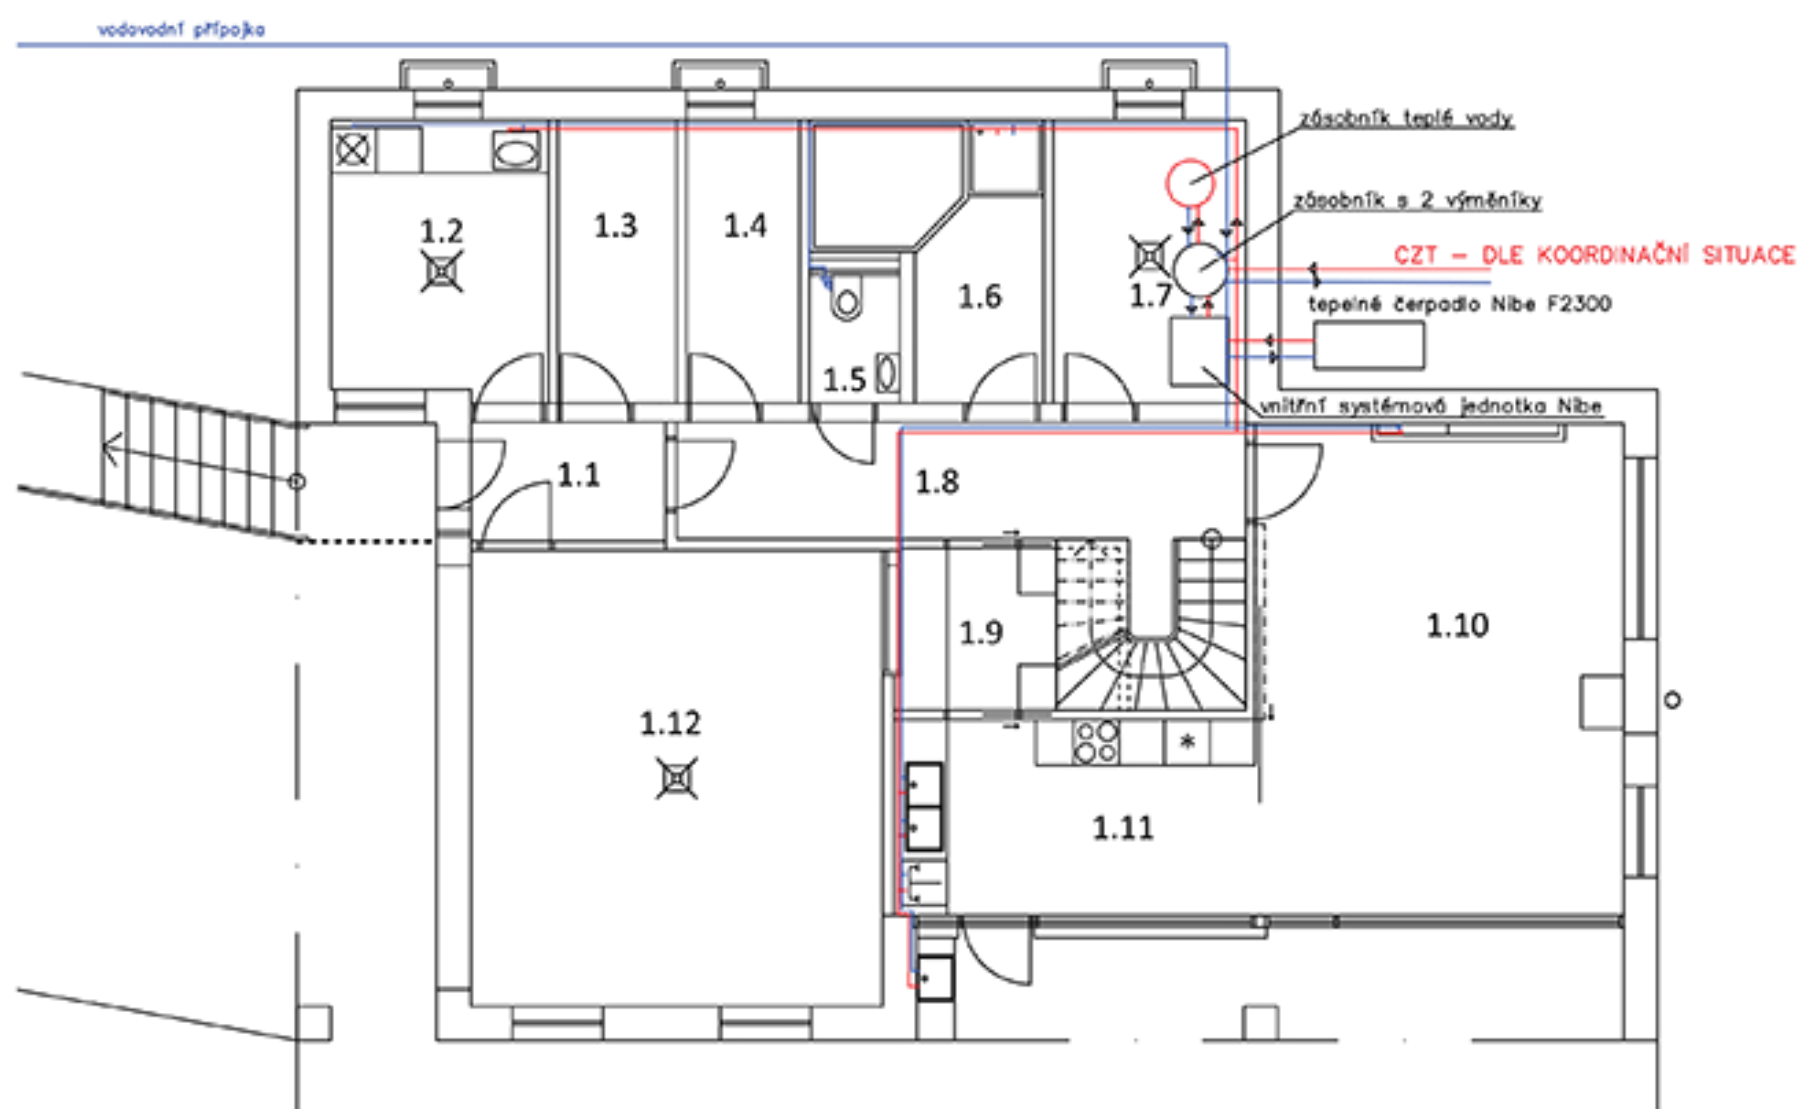 vodovodní přípojka
zásobník teplé vody
zásobník s 2 výměníky
CZT – DLE KOORDINAČNÍ SITUACE
tepelné čerpadlo Nibe F2300
vnitřní systémová jednotka Nibe
1.2
1.3
1.4
1.6
1.7
1.5
1.1
1.8
1.9
1.10
1.12
*
1.11